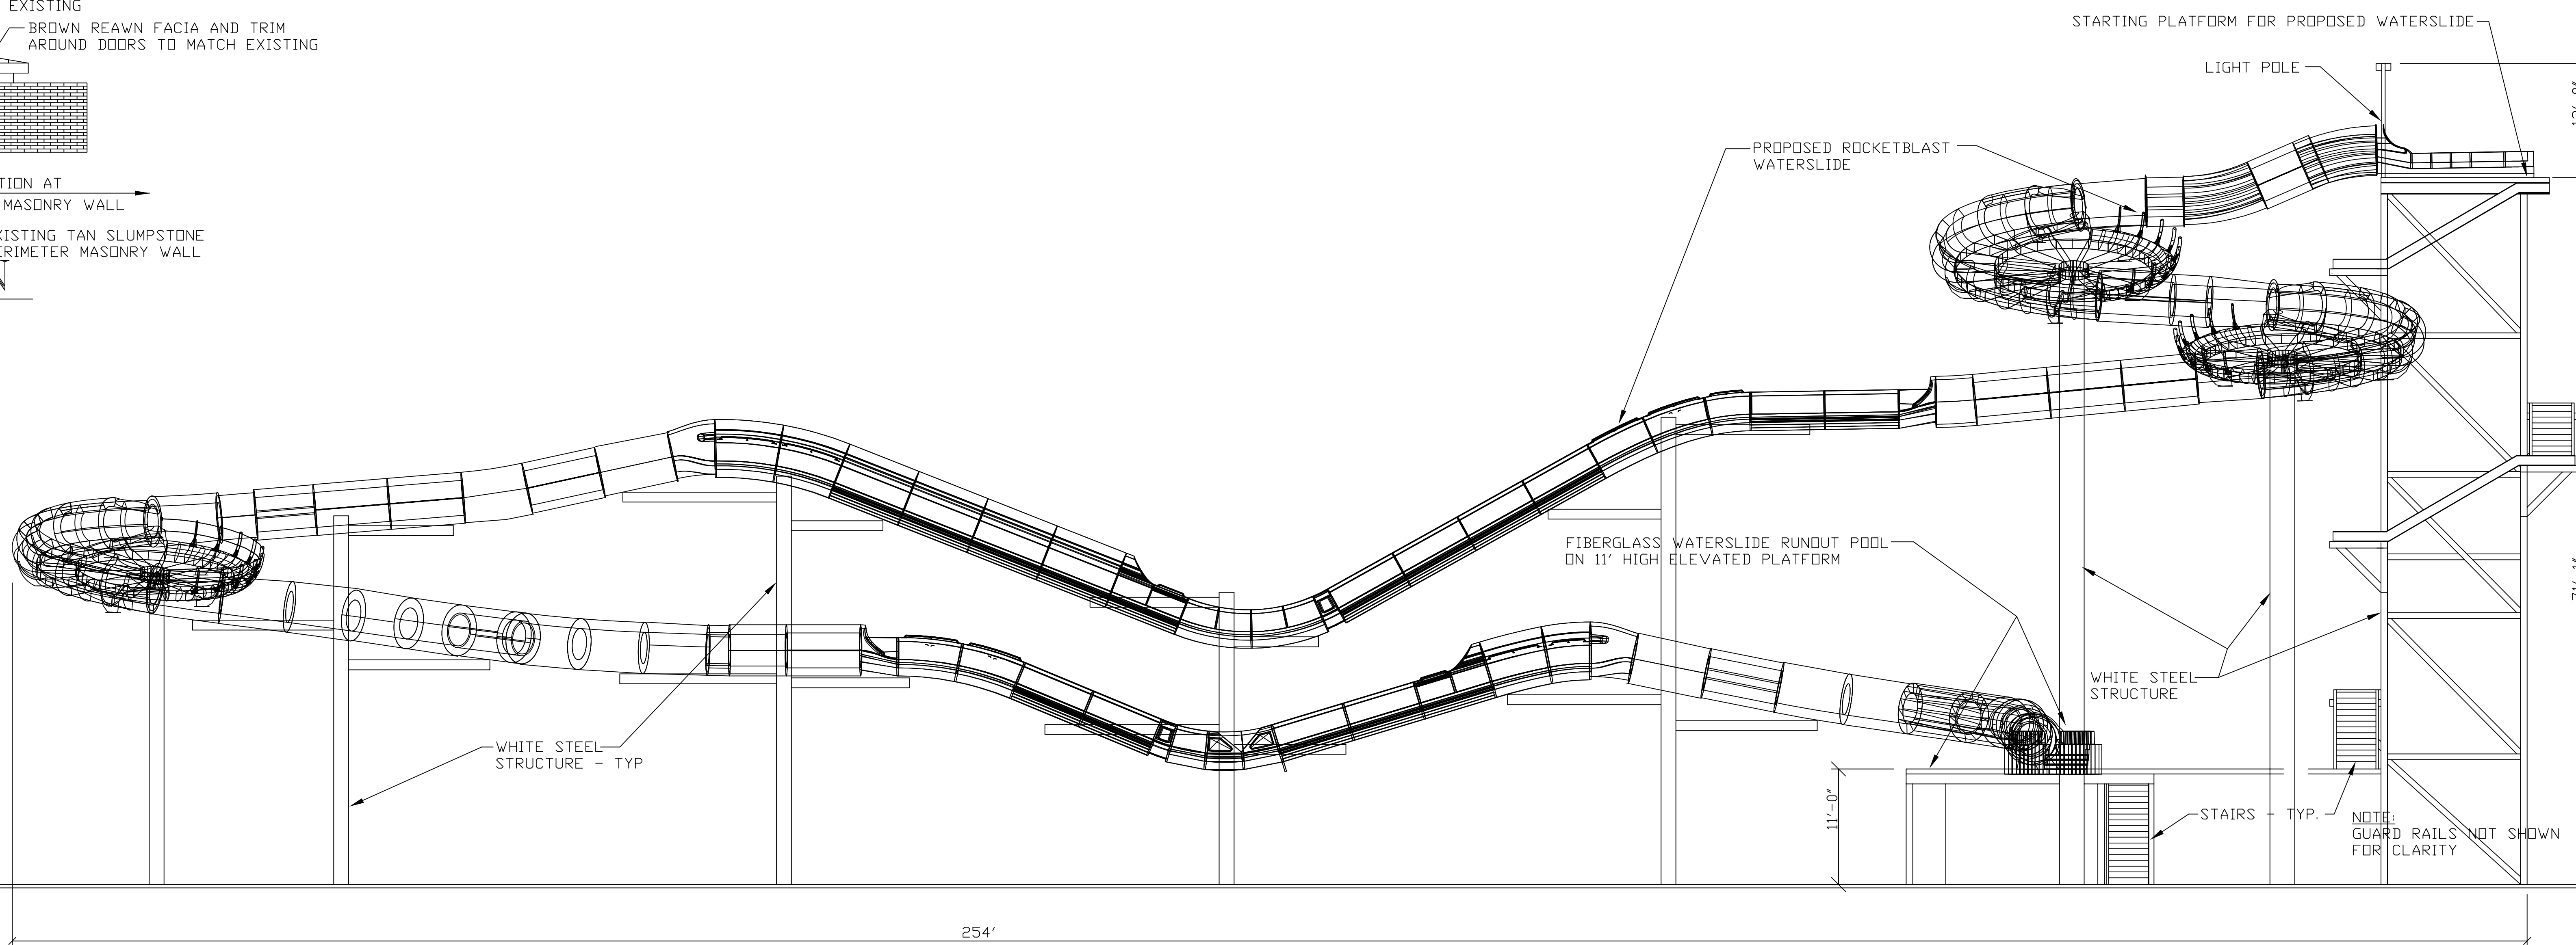 EXISTING
BROWN REAWN FACIA AND TRIM
AROUND DOORS TO MATCH EXISTING
TION AT
MASONRY WALL
XISTING TAN SLUMPSTONE
ERIMETER MASONRY WALL
STARTING PLATFORM FOR PROPOSED WATERSLIDE
LIGHT POLE
PROPOSED ROCKETBLAST
WATERSLIDE
FIBERGLASS WATERSLIDE RUNOUT POOL
ON 11' HIGH ELEVATED PLATFORM
WHITE STEEL
STRUCTURE
WHITE STEEL
STRUCTURE - TYP
11'-0"
STAIRS - TYP.
NOTE:
GUARD RAILS NOT SHOWN
FOR CLARITY
254'